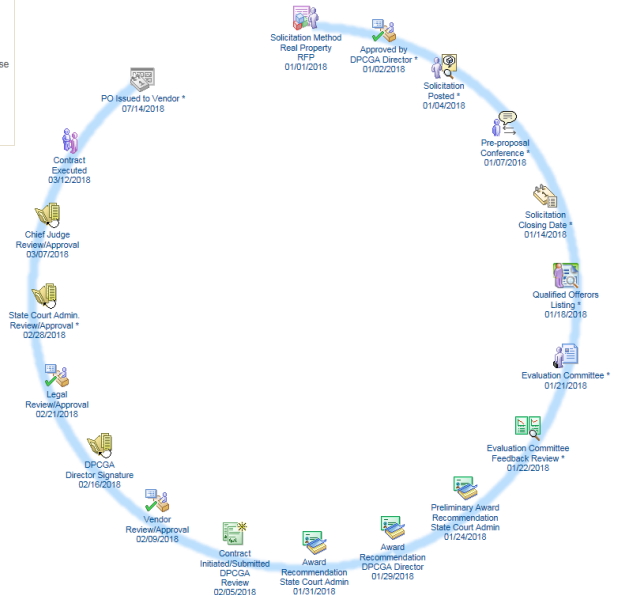 Solicitation Method
Real Property
RFP
01/01/2018
Approved by
DPCGA Director *
01/02/2018
Solicitation
Posted *
01/04/2018
Pre-proposal
Conference *
01/07/2018
Solicitation
Closing Date *
01/14/2018
Qualified Offerors
Listing *
01/18/2018
Evaluation Committee *
01/21/2018
Evaluation Committee
Feedback Review *
01/22/2018
Preliminary Award
Recommendation
State Court Admin
01/24/2018
Award
Recommendation
DPCGA Director
01/29/2018
Award
Recommendation
State Court Admin
01/31/2018
Contract
Initiated/Submitted
DPCGA
Review
02/05/2018
Vendor
Review/Approval
02/09/2018
DPCGA
Director Signature
02/16/2018
Legal
Review/Approval
02/21/2018
State Court Admin.
Review/Approval *
02/28/2018
Chief Judge
Review/Approval
03/07/2018
Contract
Executed
03/12/2018
PO Issued to Vendor *
07/14/2018
se